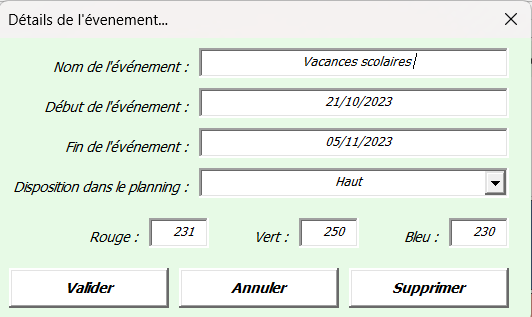 Détails de l'évenement...
Nom de l'événement : Vacances scolaires
Début de l'événement : 21/10/2023
Fin de l'événement : 05/11/2023
Disposition dans le planning : Haut
Rouge : 231 Vert : 250 Bleu : 230
Valider Annuler Supprimer